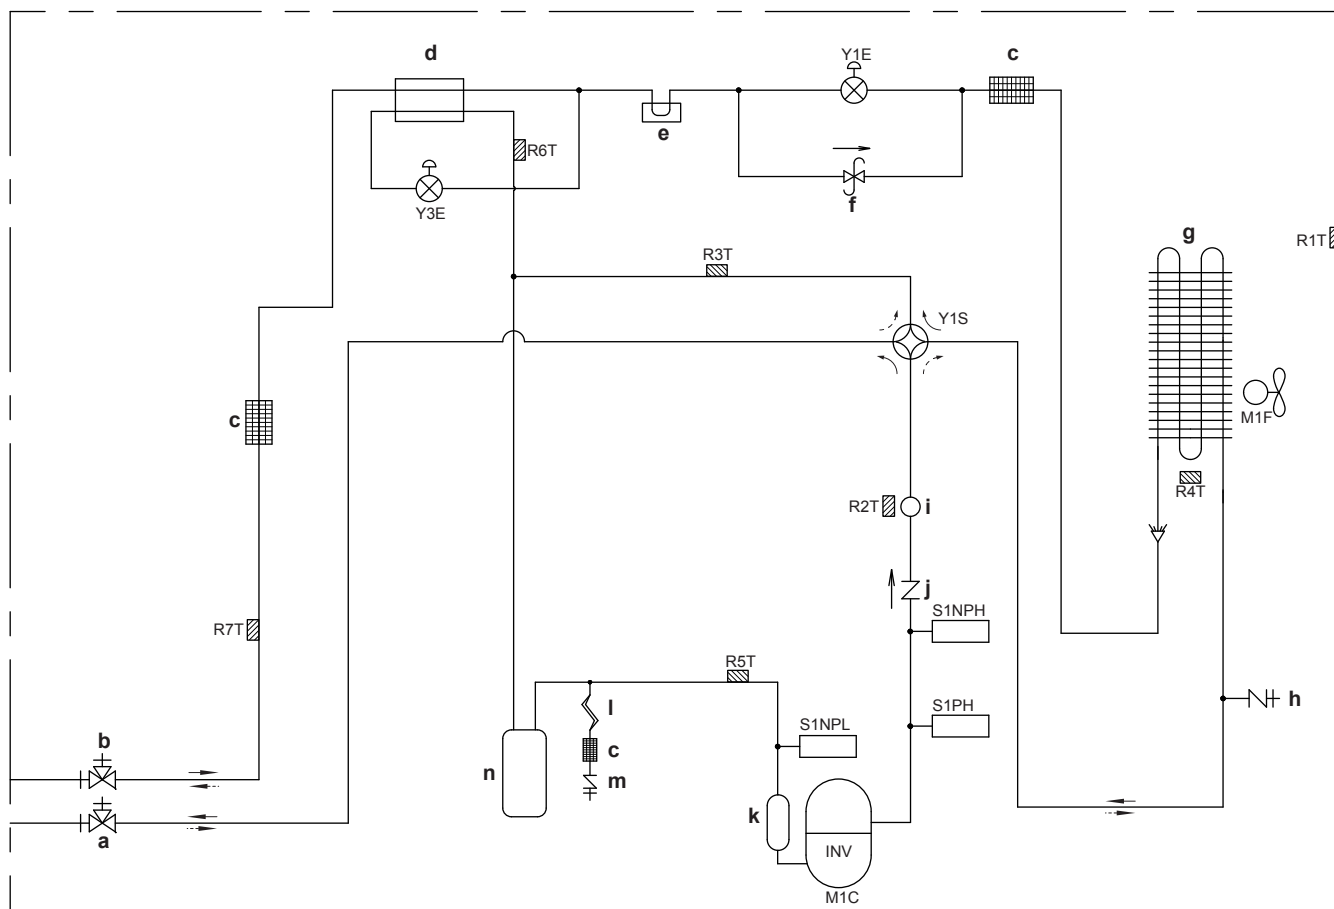 d
Y1E
c
e
R6T
Y3E
f
g
R1T
R3T
Y1S
c
M1F
R4T
R2T
i
j
S1NPH
R7T
R5T
l
S1NPL
S1PH
h
b
n
c
m
k
a
INV
M1C